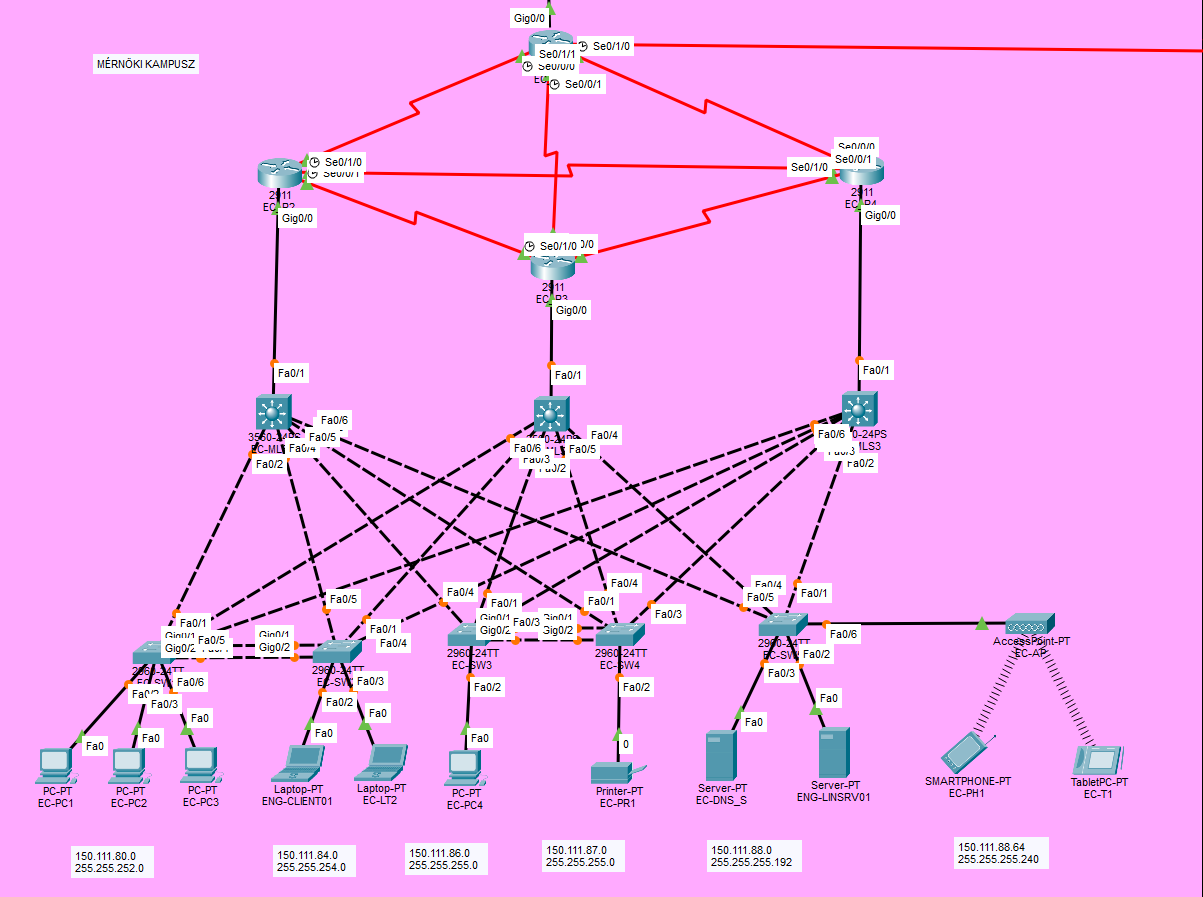 Gig0/0
MÉRNÖKI KAMPUSZ
Se0/1/0
Se0/1/1
Se0/0/0
Se0/0/1
Se0/1/0
Se0/0/1
2911
Gig0/0
Se0/0/0
Se0/0/1
Se0/1/0
2911
Gig0/0
Se0/1/0
2911
Gig0/0
Fa0/1
Fa0/1
Fa0/1
Fa0/6
Fa0/5
Fa0/4
Fa0/2
Fa0/4
Fa0/5
Fa0/6
Fa0/3
Fa0/2
Fa0/6
0-24PS
Fa0/3
Fa0/2
Fa0/1
Gig0/1
Gig0/2
Fa0/5
Gig0/1
Gig0/2
Fa0/5
Fa0/1
Fa0/4
Fa0/4
Fa0/1
Gig0/1
Gig0/2
Fa0/3
Gig0/1
Gig0/2
Fa0/1
Fa0/4
Fa0/3
Fa0/4
Fa0/5
Fa0/1
Fa0/6
Fa0/2
Fa0/3
2960-24TT
EC-SW3
2960-24TT
EC-SW4
AccessPoint-PT
EC-AP
Fa0/6
Fa0/3
Fa0/2
Fa0/3
Fa0/2
Fa0/2
Fa0
Fa0
Fa0
Fa0
Fa0
Fa0
0
Fa0
Fa0
PC-PT
EC-PC1
PC-PT
EC-PC2
PC-PT
EC-PC3
Laptop-PT
ENG-CLIENT01
Laptop-PT
EC-LT2
PC-PT
EC-PC4
Printer-PT
EC-PR1
Server-PT
EC-DNS_S
Server-PT
ENG-LINSRV01
SMARTPHONE-PT
EC-PH1
TabletPC-PT
EC-T1
150.111.80.0
255.255.252.0
150.111.84.0
255.255.254.0
150.111.86.0
255.255.255.0
150.111.87.0
255.255.255.0
150.111.88.0
255.255.255.192
150.111.88.64
255.255.255.240